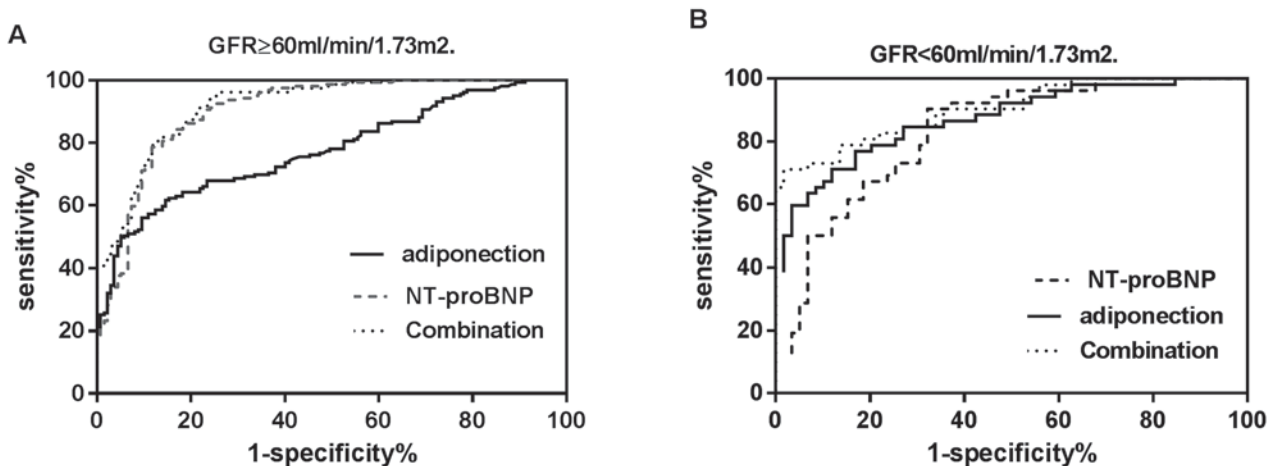 A
GFR≥60ml/min/1.73m2.
100
80
60
40
20
0
sensitivity%
adiponection
NT-proBNP
Combination
0 20 40 60 80 100
1-specificity%
B
GFR<60ml/min/1.73m2.
100
80
60
40
20
0
sensitivity%
NT-proBNP
adiponection
Combination
0 20 40 60 80 100
1-specificity%